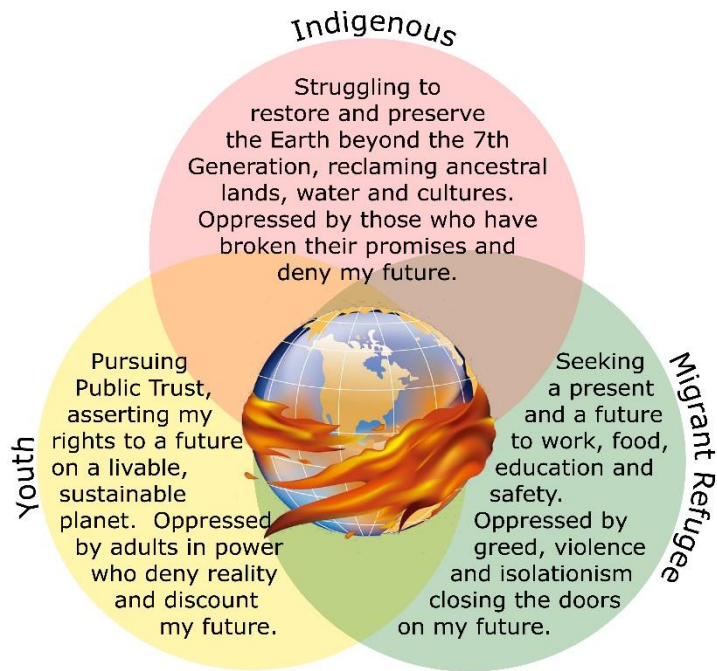 Indigenous
Struggling to
restore and preserve
the Earth beyond the 7th
Generation, reclaming ancestral
lands, water and cultures.
Oppressed by those who have
broken their promises and
deny my future.
Youth
Pursuing
Public Trust,
asserting my
rights to a future
on a livable,
sustainable
planet.  Oppressed
by adults in power
who deny reality
and discount
my future.
Migrant Refugee
Seeking
a present
and a future
to work, food,
education and
safety.
Oppressed by
greed, violence
and isolationism
closing the doors
on my future.